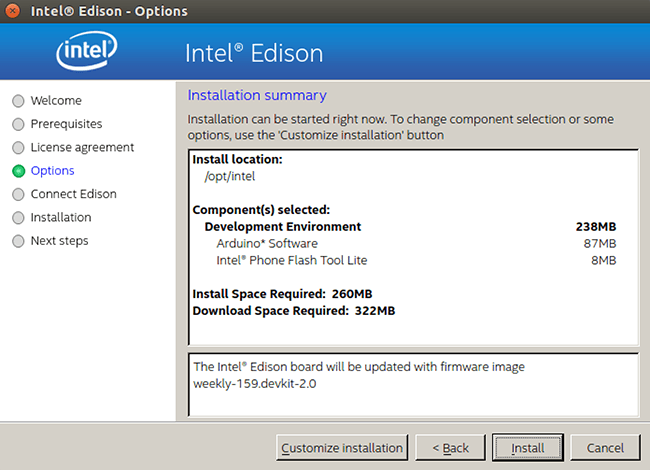 Intel® Edison - Options
intel®
Intel® Edison
Welcome
Prerequisites
License agreement
Options
Connect Edison
Installation
Next steps
Installation summary
Installation can be started right now. To change component selection or some
options, use the 'Customize installation' button
Install location:
/opt/intel
Component(s) selected:
Development Environment 238MB
Arduino* Software 87MB
Intel® Phone Flash Tool Lite 8MB
Install Space Required: 260MB
Download Space Required: 322MB
The Intel® Edison board will be updated with firmware image
weekly-159.devkit-2.0
Customize installation
< Back
Install
Cancel